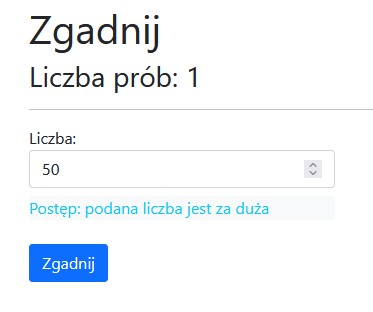 Zgadnij
Liczba prób: 1
Liczba:
50
Postęp: podana liczba jest za duża
Zgadnij